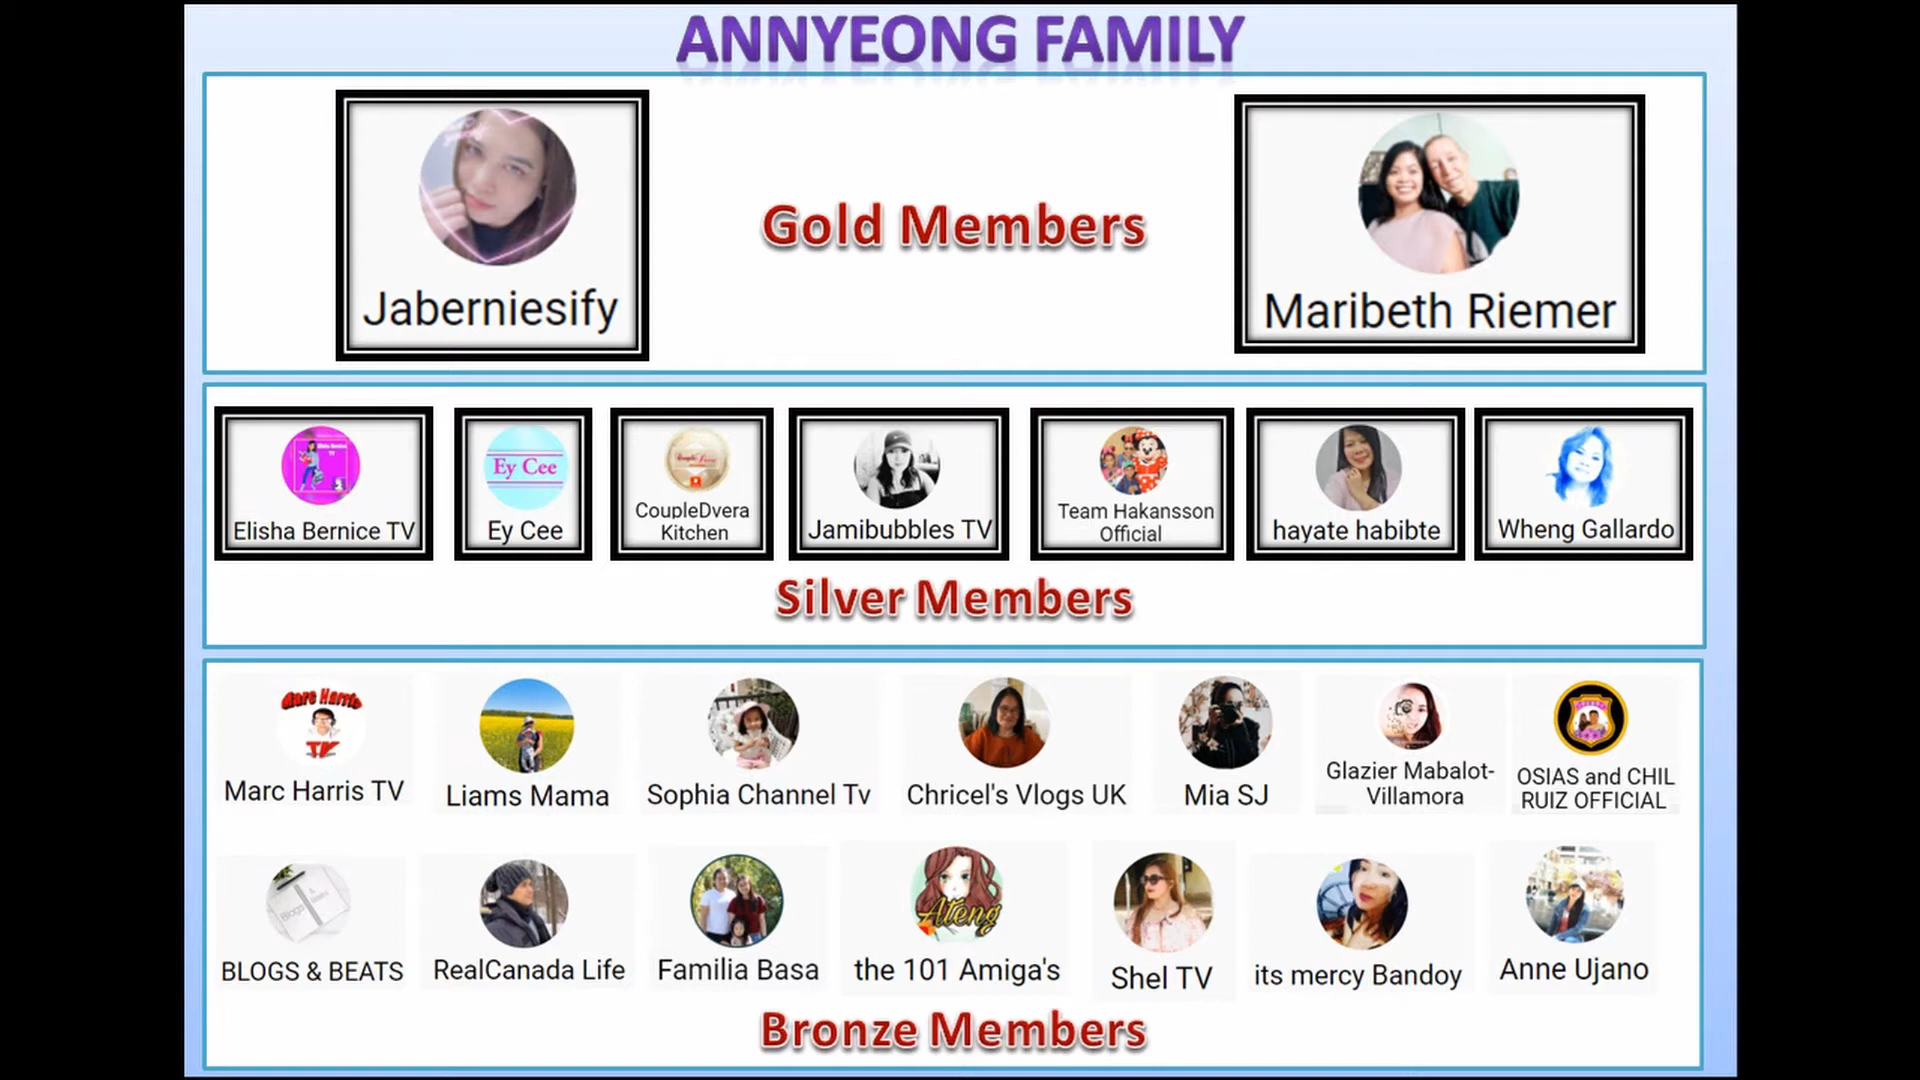 ANNYEONG FAMILY
Jaberniesify
Gold Members
Maribeth Riemer
Ey Cee
Elisha Bernice TV
Ey Cee
CoupleDvera
Kitchen
Jamibubbles TV
Team Hakansson
Official
hayate habibte
Wheng Gallardo
Silver Members
Marc Harris
TV
Marc Harris TV
Liams Mama
Sophia Channel Tv
Chricel's Vlogs UK
Mia SJ
Glazier Mabalot-
Villamora
OSIAS and CHIL
RUIZ OFFICIAL
Blogs
BLOGS & BEATS
RealCanada Life
Familia Basa
Ateng
the 101 Amiga's
Shel TV
its mercy Bandoy
Anne Ujano
Bronze Members